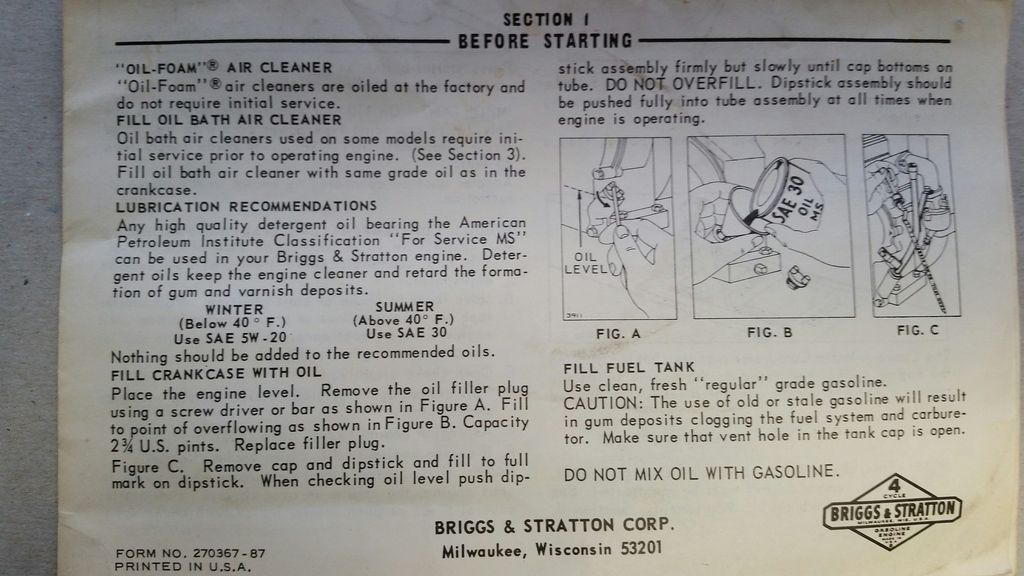 SECTION 1
BEFORE STARTING
"OIL-FOAM"® AIR CLEANER
"Oil-Foam"® air cleaners are oiled at the factory and
do not require initial service.
FILL OIL BATH AIR CLEANER
Oil bath air cleaners used on some models require ini-
tial service prior to operating engine. (See Section 3).
Fill oil bath air cleaner with same grade oil as in the
crankcase.
LUBRICATION RECOMMENDATIONS
Any high quality detergent oil bearing the American
Petroleum Institute Classification "For Service MS"
can be used in your Briggs & Stratton engine. Deter-
gent oils keep the engine cleaner and retard the forma-
tion of gum and varnish deposits.
WINTER
(Below 40° F.)
Use SAE 5W-20
SUMMER
(Above 40° F.)
Use SAE 30
Nothing should be added to the recommended oils.
FILL CRANKCASE WITH OIL
Place the engine level. Remove the oil filler plug
using a screw driver or bar as shown in Figure A. Fill
to point of overflowing as shown in Figure B. Capacity
2¾ U.S. pints. Replace filler plug.
Figure C. Remove cap and dipstick and fill to full
mark on dipstick. When checking oil level push dip-
stick assembly firmly but slowly until cap bottoms on
tube. DO NOT OVERFILL. Dipstick assembly should
be pushed fully into tube assembly at all times when
engine is operating.
OIL
LEVEL
3911
SAE 30
OIL
MS
FIG. A
FIG. B
FIG. C
FILL FUEL TANK
Use clean, fresh "regular" grade gasoline.
CAUTION: The use of old or stale gasoline will result
in gum deposits clogging the fuel system and carbure-
tor. Make sure that vent hole in the tank cap is open.
DO NOT MIX OIL WITH GASOLINE.
4
CYCLE
BRIGGS & STRATTON
MILWAUKEE, WIS. U.S.A.
GASOLINE
ENGINE
MADE IN
U.S.A.
BRIGGS & STRATTON CORP.
Milwaukee, Wisconsin 53201
FORM NO. 270367-87
PRINTED IN U.S.A.